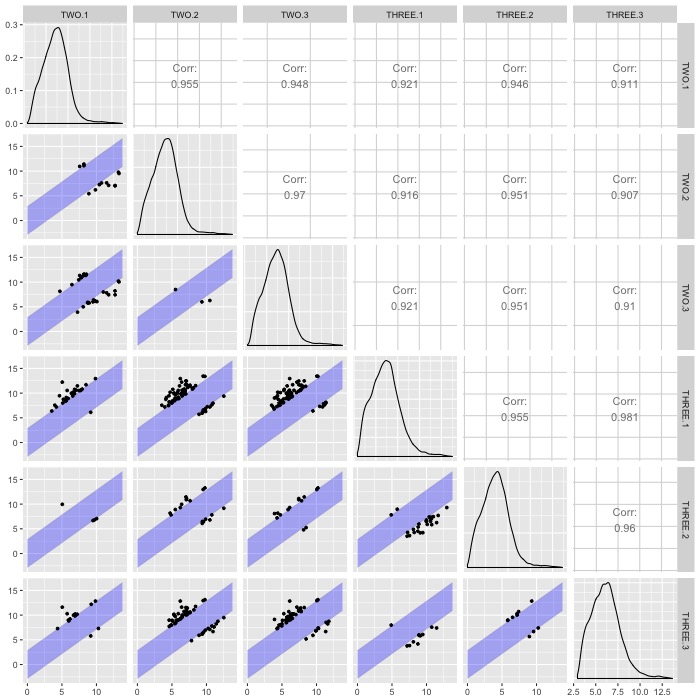 TWO.1 TWO.2 TWO.3 THREE.1 THREE.2 THREE.3
0.3
0.2
0.1
0.0
Corr:
0.955
Corr:
0.948
Corr:
0.921
Corr:
0.946
Corr:
0.911
TWO.1
15
10
5
0
Corr:
0.97
Corr:
0.916
Corr:
0.951
Corr:
0.907
TWO.2
15
10
5
0
Corr:
0.921
Corr:
0.951
Corr:
0.91
TWO.3
15
10
5
0
Corr:
0.955
Corr:
0.981
THREE.1
15
10
5
0
Corr:
0.96
THREE.2
15
10
5
0
THREE.3
0 5 10 0 5 10 0 5 10 0 5 10 0 5 10 2.5 5.0 7.5 10.0 12.5